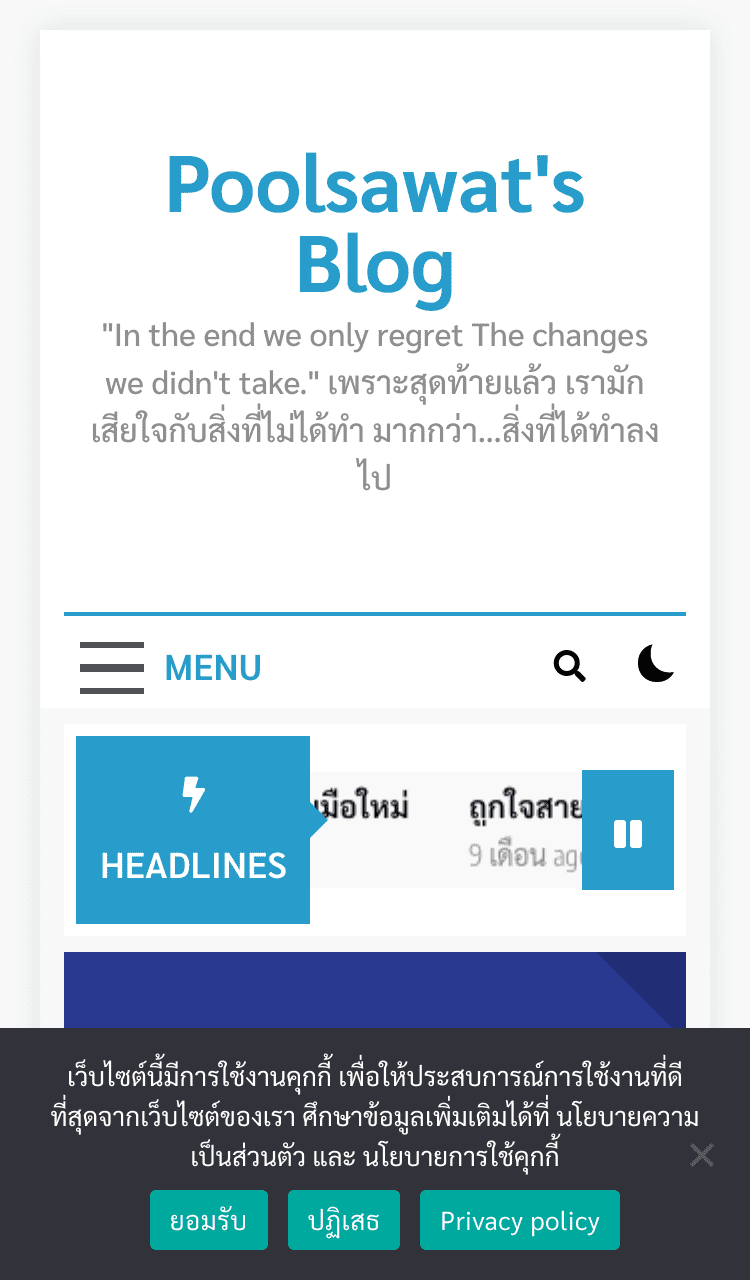 Poolsawat's
Blog
"In the end we only regret The changes
we didn't take." เพราะสุดท้ายแล้ว เรามัก
เสียใจกับสิ่งที่ไม่ได้ทำ มากกว่า...สิ่งที่ได้ทำลง
ไป
MENU
HEADLINES
มือใหม่
ถูกใจสาย
9 เดือน ago
เว็บไซต์นี้มีการใช้งานคุกกี้ เพื่อให้ประสบการณ์การใช้งานที่ดี
ที่สุดจากเว็บไซต์ของเรา ศึกษาข้อมูลเพิ่มเติมได้ที่ นโยบายความ
เป็นส่วนตัว และ นโยบายการใช้คุกกี้
ยอมรับ
ปฏิเสธ
Privacy policy